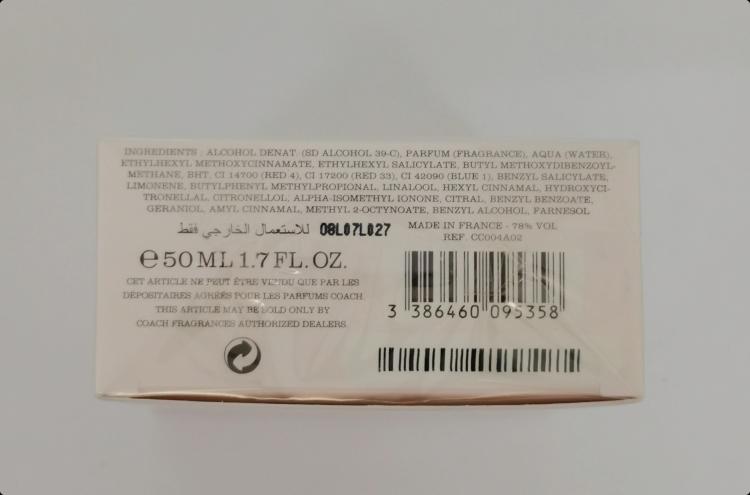 INGREDIENTS : ALCOHOL DENAT. (SD ALCOHOL 39-C), PARFUM (FRAGRANCE), AQUA (WATER),
ETHYLHEXYL METHOXYCINNAMATE, ETHYLHEXYL SALICYLATE, BUTYL METHOXYDIBENZOYL-
METHANE, BHT, CI 14700 (RED 4), CI 17200 (RED 33), CI 42090 (BLUE 1), BENZYL SALICYLATE,
LIMONENE, BUTYLPHENYL METHYLPROPIONAL, LINALOOL, HEXYL CINNAMAL, HYDROXYCI-
TRONELLAL, CITRONELLOL, ALPHA-ISOMETHYL IONONE, CITRAL, BENZYL BENZOATE,
GERANIOL, AMYL CINNAMAL, METHYL 2-OCTYNOATE, BENZYL ALCOHOL, FARNESOL
للاستعمال الخارجي فقط
08L07L027
MADE IN FRANCE - 78% VOL
REF. CC004A02
e 50 ML 1.7 FL. OZ.
CET ARTICLE NE PEUT ÊTRE VENDU QUE PAR LES
DÉPOSITAIRES AGRÉÉS POUR LES PARFUMS COACH.
THIS ARTICLE MAY BE SOLD ONLY BY
COACH FRAGRANCES AUTHORIZED DEALERS.
3 386460 095358